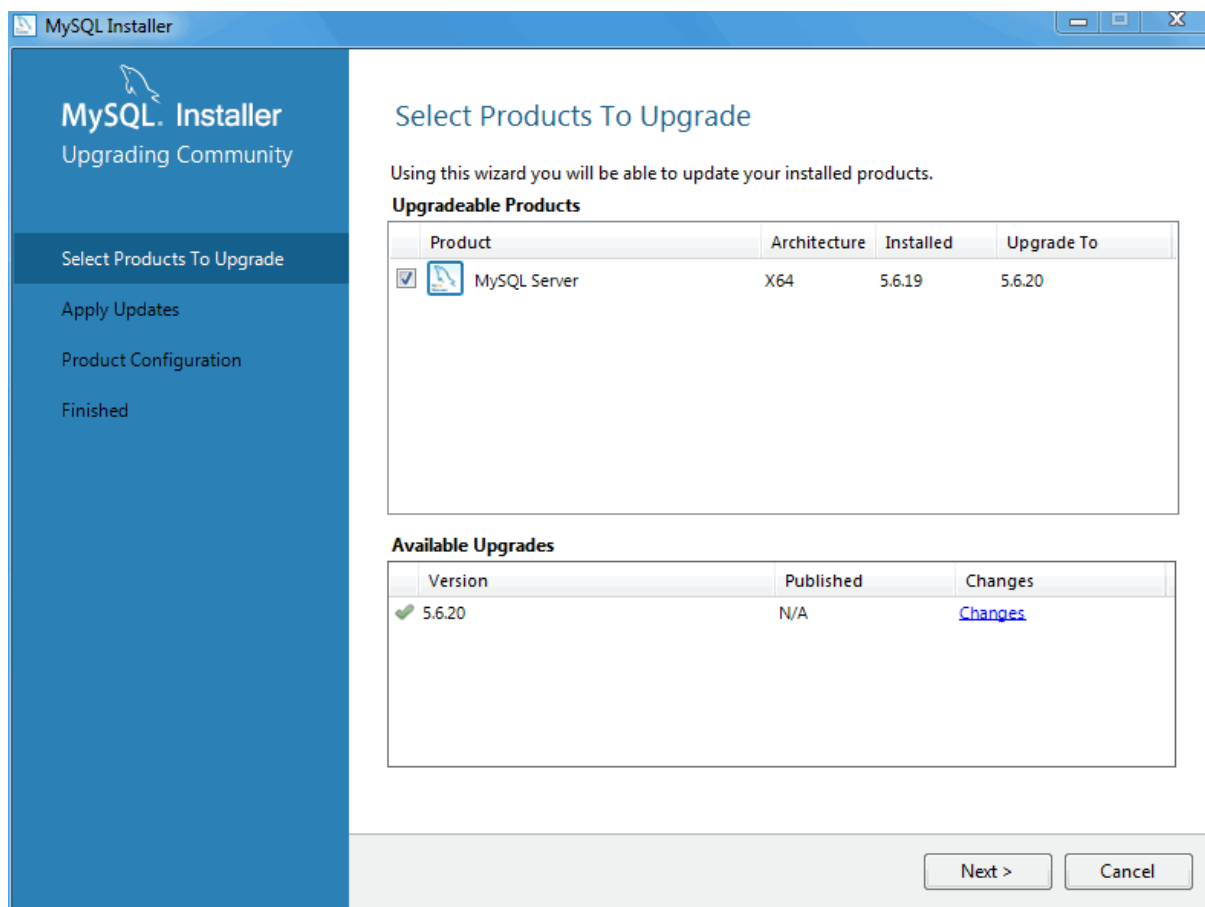 MySQL Installer
MySQL. Installer
Upgrading Community
Select Products To Upgrade
Apply Updates
Product Configuration
Finished
Select Products To Upgrade
Using this wizard you will be able to update your installed products.
Upgradeable Products
Product Architecture Installed Upgrade To
MySQL Server X64 5.6.19 5.6.20
Available Upgrades
Version Published Changes
5.6.20 N/A Changes
Next > Cancel